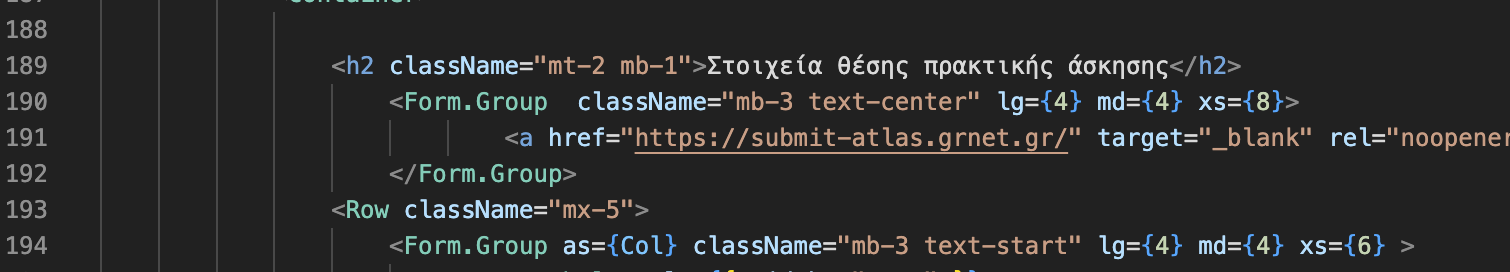 188
189 <h2 className="mt-2 mb-1">Στοιχεία θέσης πρακτικής άσκησης</h2>
190 <Form.Group  className="mb-3 text-center" lg={4} md={4} xs={8}>
191 <a href="https://submit-atlas.grnet.gr/" target="_blank" rel="noopener
192 </Form.Group>
193 <Row className="mx-5">
194 <Form.Group as={Col} className="mb-3 text-start" lg={4} md={4} xs={6} >